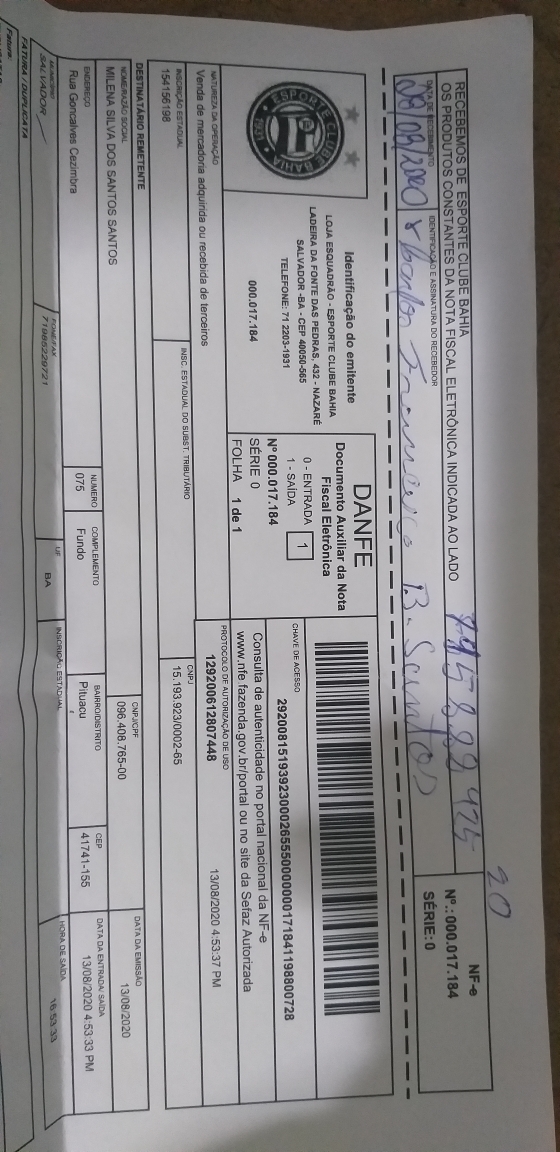 RECEBEMOS DE ESPORTE CLUBE BAHIA
OS PRODUTOS CONSTANTES DA NOTA FISCAL ELETRÔNICA INDICADA AO LADO
DATA DE RECEBIMENTO
IDENTIFICAÇÃO E ASSINATURA DO RECEBEDOR
NF-e
Nº.: 000.017.184
SÉRIE: 0
20
ESPORTE CLUBE BAHIA
1931
Identificação do emitente
LOJA ESQUADRÃO - ESPORTE CLUBE BAHIA
LADEIRA DA FONTE DAS PEDRAS, 432 - NAZARÉ
SALVADOR -BA - CEP 40050-565
TELEFONE: 71 2203-1931
000.017.184
DANFE
Documento Auxiliar da Nota
Fiscal Eletrônica
0 - ENTRADA
1 - SAÍDA
1
Nº 000.017.184
SÉRIE 0
FOLHA 1 de 1
CHAVE DE ACESSO
Consulta de autenticidade no portal nacional da NF-e
www.nfe.fazenda.gov.br/portal ou no site da Sefaz Autorizada
NATUREZA DA OPERAÇÃO
Venda de mercadoria adquirida ou recebida de terceiros
PROTOCOLO DE AUTORIZAÇÃO DE USO
129200612807448
13/08/2020 4:53:37 PM
INSCRIÇÃO ESTADUAL
154156198
INSC. ESTADUAL DO SUBST. TRIBUTÁRIO
CNPJ
15.193.923/0002-65
DESTINATÁRIO REMETENTE
NOME/RAZÃO SOCIAL
MILENA SILVA DOS SANTOS SANTOS
CNPJ/CPF
096.408.765-00
DATA DA EMISSÃO
13/08/2020
ENDEREÇO
Rua Goncalves Cezimbra
NUMERO
075
COMPLEMENTO
Fundo
BAIRRO/DISTRITO
Pituacu
CEP
41741-155
DATA DA ENTRADA/ SAÍDA
13/08/2020 4:53:33 PM
MUNICÍPIO
SALVADOR
FONE/FAX
71986229721
UF
BA
INSCRIÇÃO ESTADUAL
HORA DE SAÍDA
16:53:33
FATURA / DUPLICATA
Fatura: